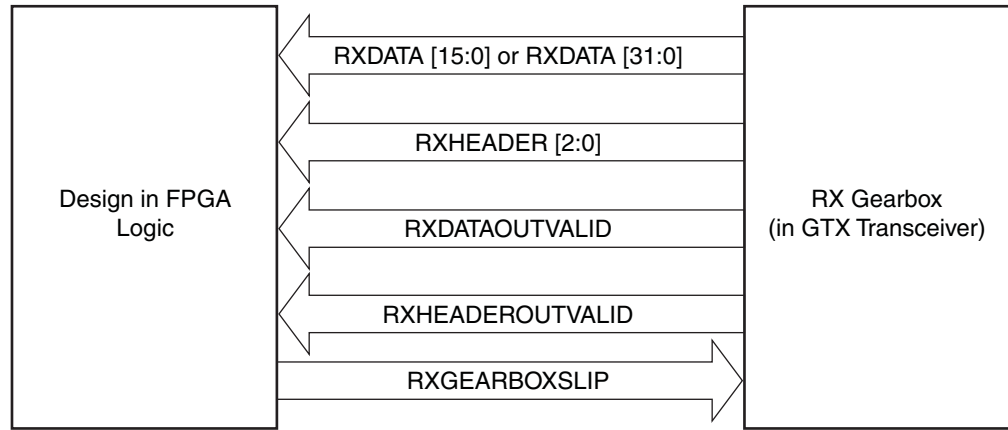 RXDATA [15:0] or RXDATA [31:0]
RXHEADER [2:0]
Design in FPGA
Logic
RXDATAOUTVALID
RX Gearbox
(in GTX Transceiver)
RXHEADEROUTVALID
RXGEARBOXSLIP